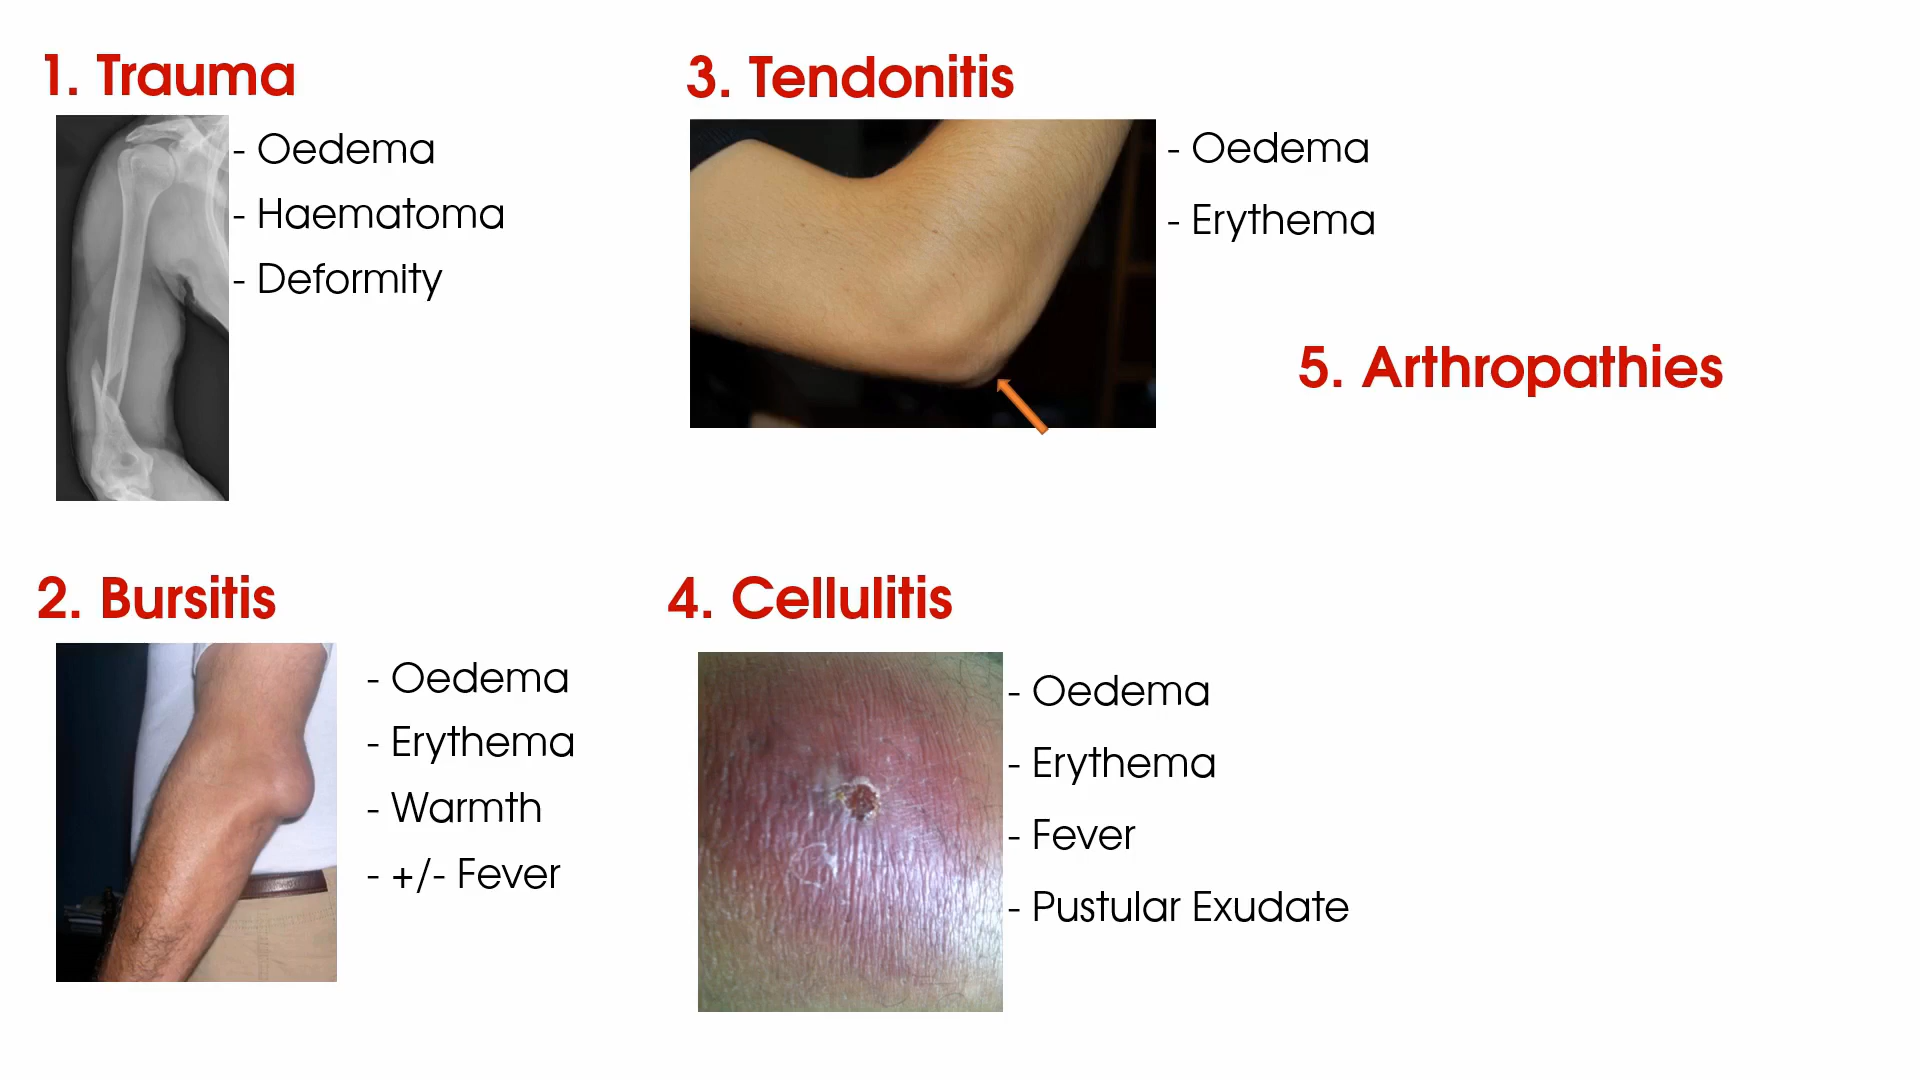 1. Trauma
- Oedema
- Haematoma
- Deformity
2. Bursitis
- Oedema
- Erythema
- Warmth
- +/- Fever
3. Tendonitis
- Oedema
- Erythema
4. Cellulitis
- Oedema
- Erythema
- Fever
- Pustular Exudate
5. Arthropathies